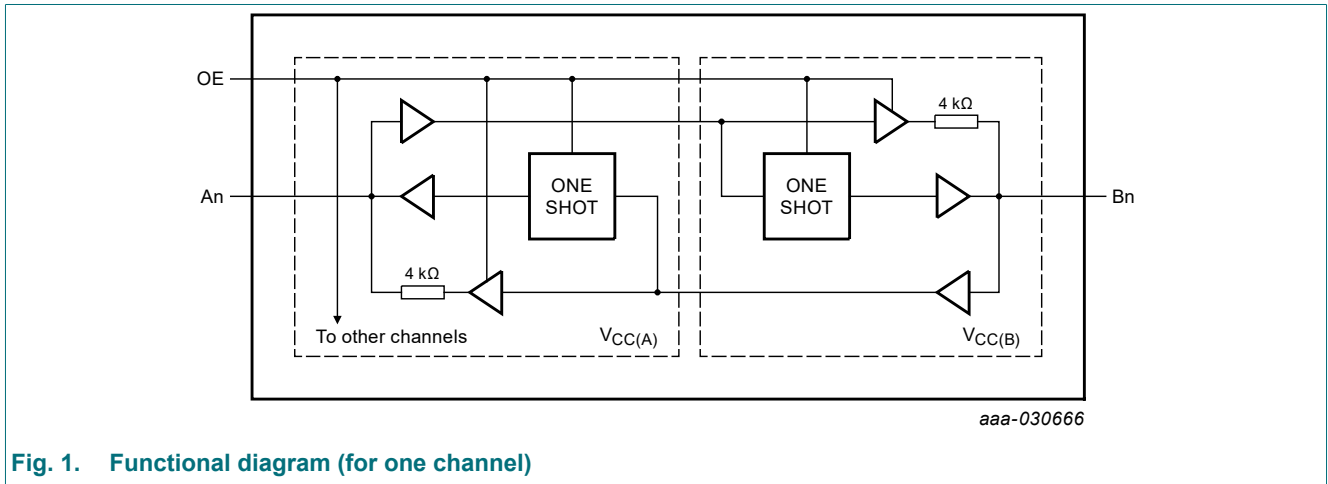 OE
4 kΩ
ONE
SHOT
ONE
SHOT
An
Bn
4 kΩ
To other channels
VCC(A)
VCC(B)
aaa-030666
Fig. 1. Functional diagram (for one channel)